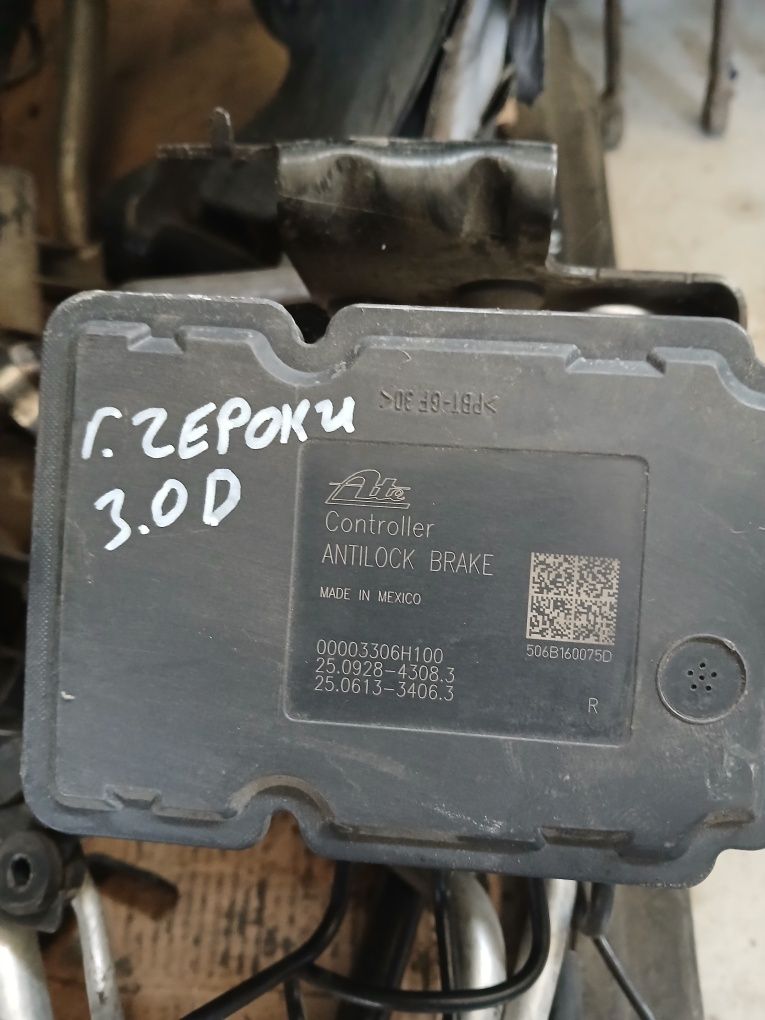 >PBT-GF30<
Г. ЧЕРОКИ
3.0D
Ate
Controller
ANTILOCK BRAKE
MADE IN MEXICO
506B160075D
00003306H100
25.0928-4308.3
25.0613-3406.3
R